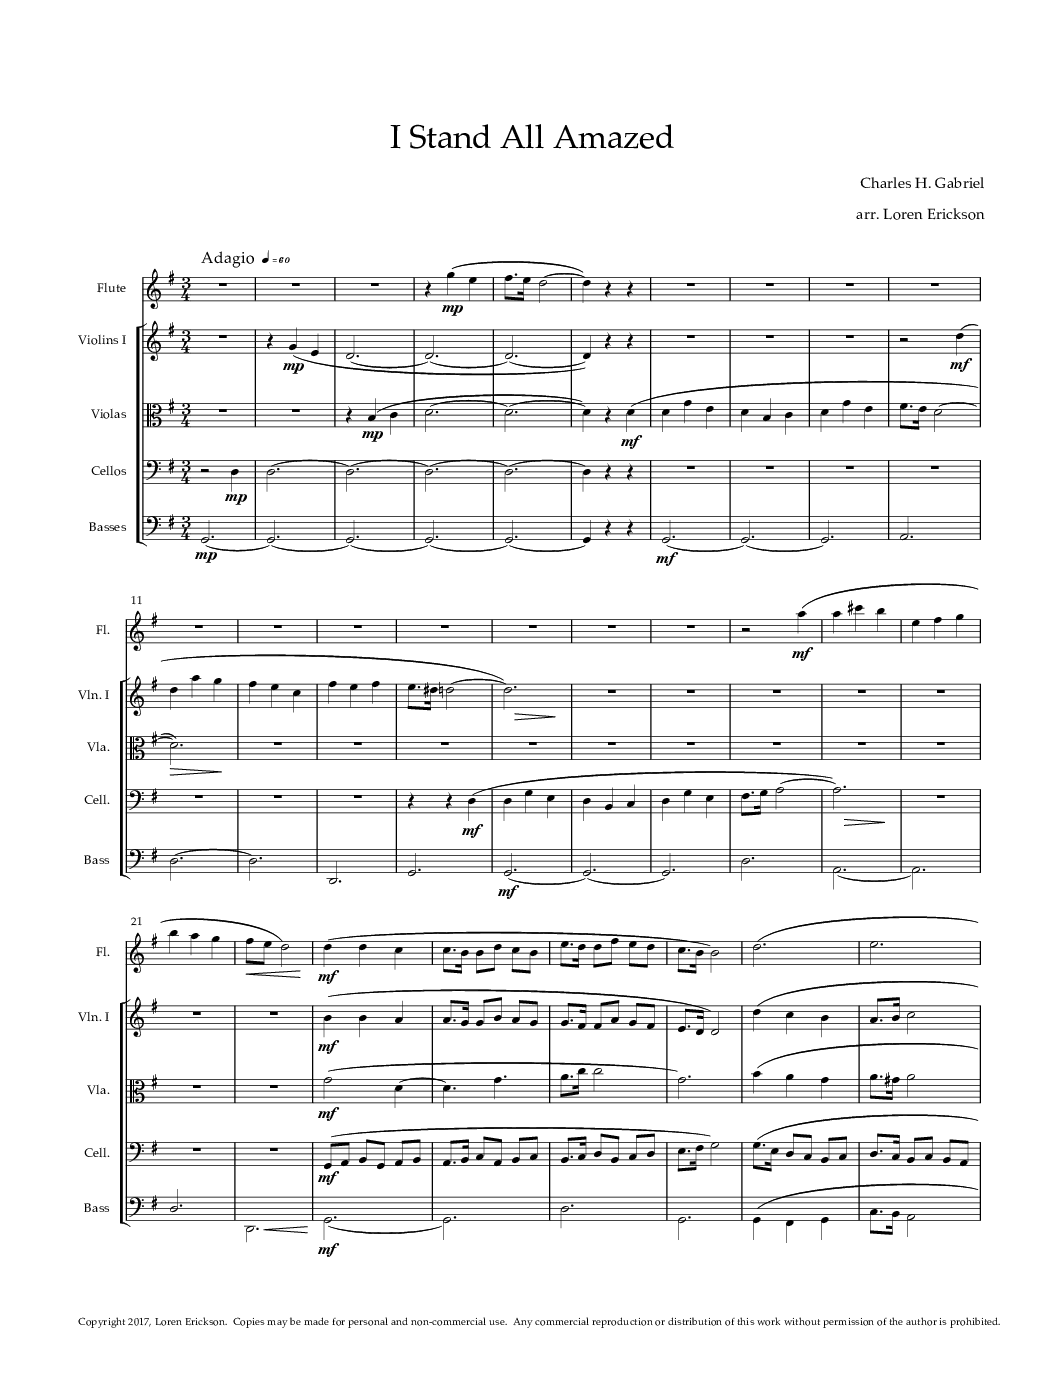 I Stand All Amazed
Charles H. Gabriel
arr. Loren Erickson
Adagio ♩=60
Flute
mp
Violins I
mp
mf
Violas
mp
mf
Cellos
mp
Basses
mp
mf
11
Fl.
mf
Vln. I
Vla.
Cell.
mf
Bass
mf
21
Fl.
mf
Vln. I
mf
Vla.
mf
Cell.
mf
Bass
mf
Copyright 2017, Loren Erickson. Copies may be made for personal and non-commercial use. Any commercial reproduction or distribution of this work without permission of the author is prohibited.